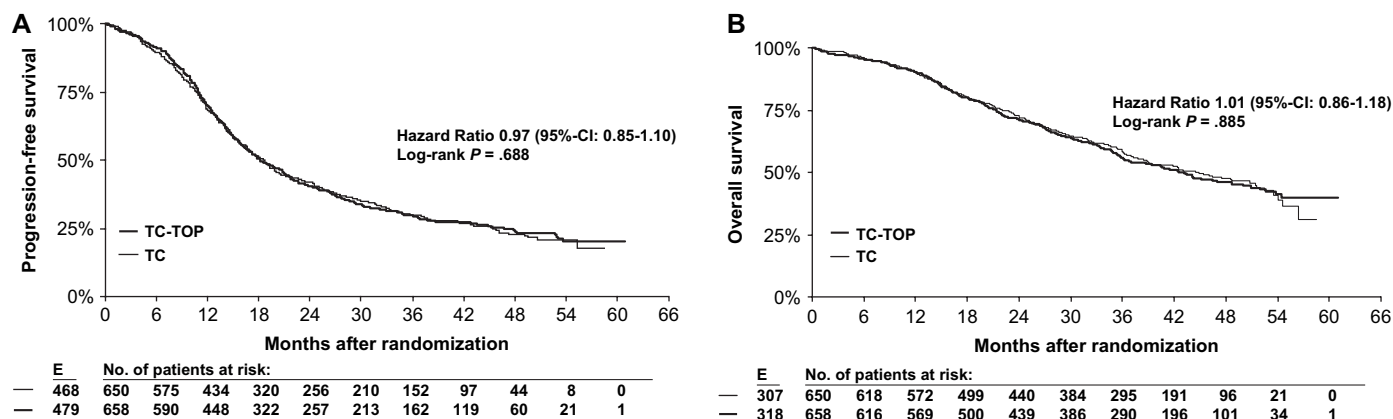 A
Progression-free survival
100%
75%
50%
25%
0%
Hazard Ratio 0.97 (95%-CI: 0.85-1.10)
Log-rank P = .688
TC-TOP
TC
0 6 12 18 24 30 36 42 48 54 60 66
Months after randomization
E No. of patients at risk:
468 650 575 434 320 256 210 152 97 44 8 0
479 658 590 448 322 257 213 162 119 60 21 1
B
Overall survival
100%
75%
50%
25%
0%
Hazard Ratio 1.01 (95%-CI: 0.86-1.18)
Log-rank P = .885
TC-TOP
TC
0 6 12 18 24 30 36 42 48 54 60 66
Months after randomization
E No. of patients at risk:
307 650 618 572 499 440 384 295 191 96 21 0
318 658 616 569 500 439 386 290 196 101 34 1